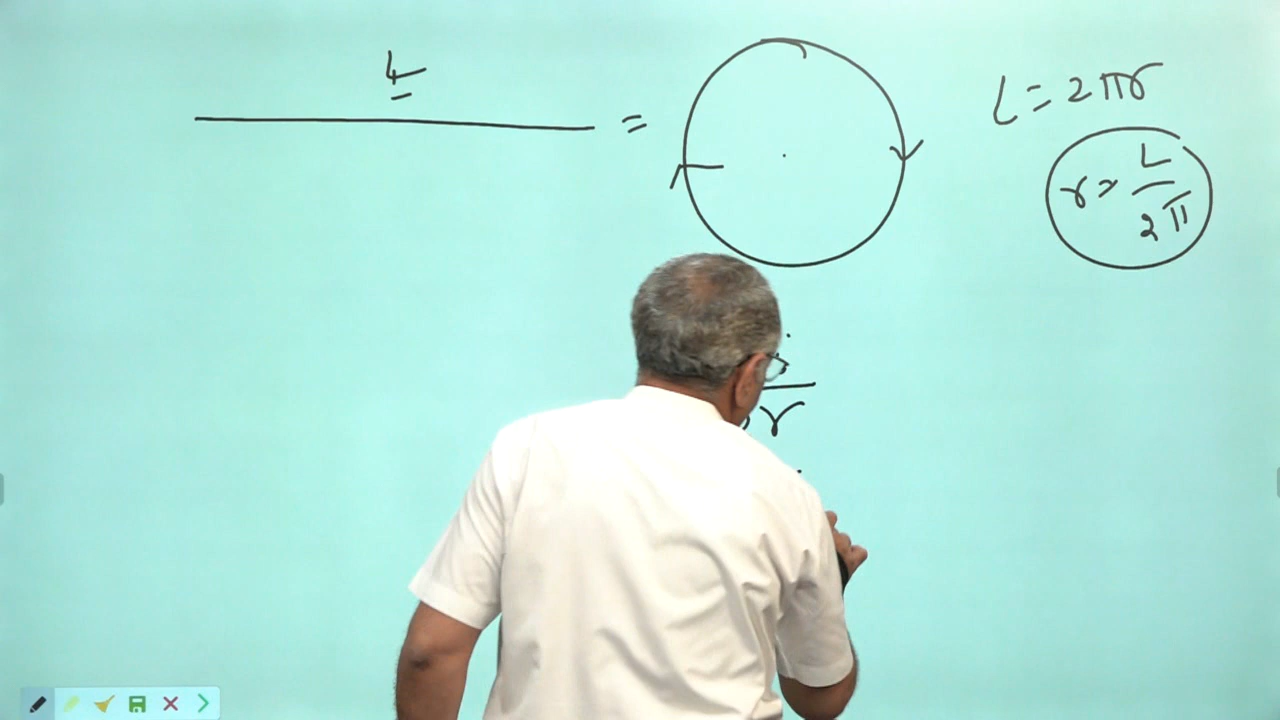 L
=
L = 2πr
r = L / 2π
i / r